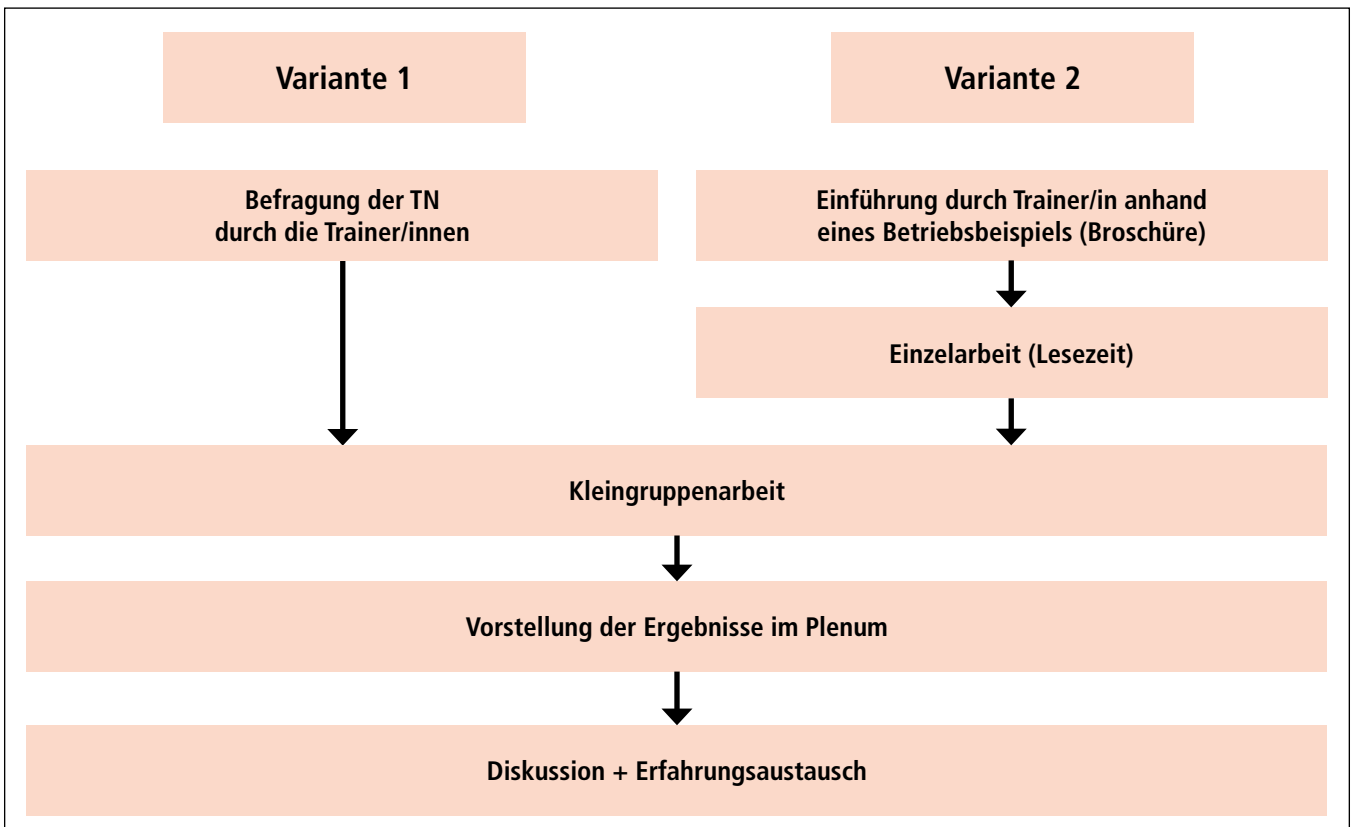 Variante 1
Variante 2
Befragung der TN
durch die Trainer/innen
Einführung durch Trainer/in anhand
eines Betriebsbeispiels (Broschüre)
Einzelarbeit (Lesezeit)
Kleingruppenarbeit
Vorstellung der Ergebnisse im Plenum
Diskussion + Erfahrungsaustausch